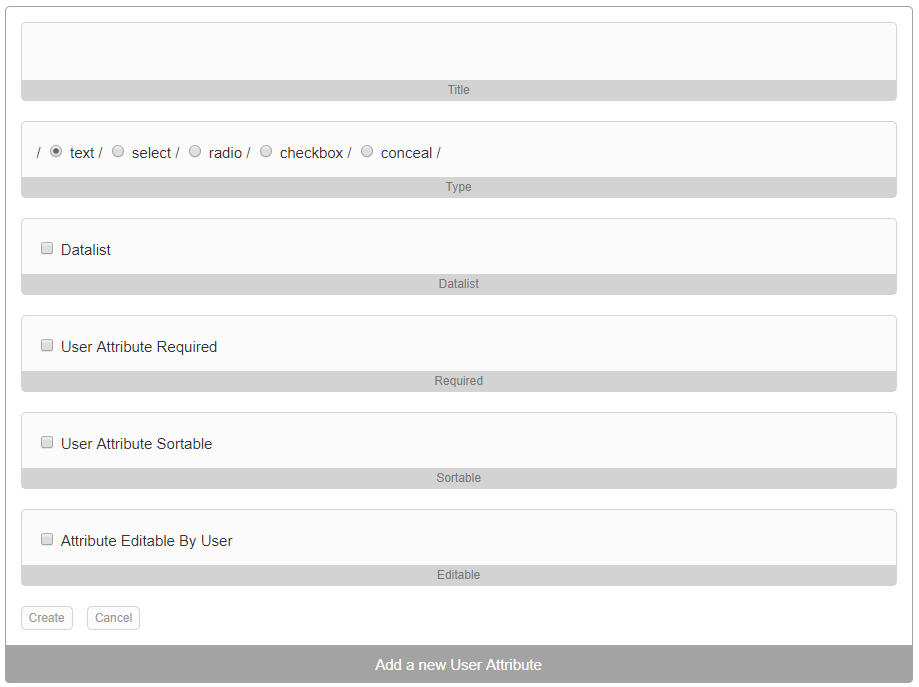 Title
/ text / select / radio / checkbox / conceal /
Type
Datalist
Datalist
User Attribute Required
Required
User Attribute Sortable
Sortable
Attribute Editable By User
Editable
Create Cancel
Add a new User Attribute